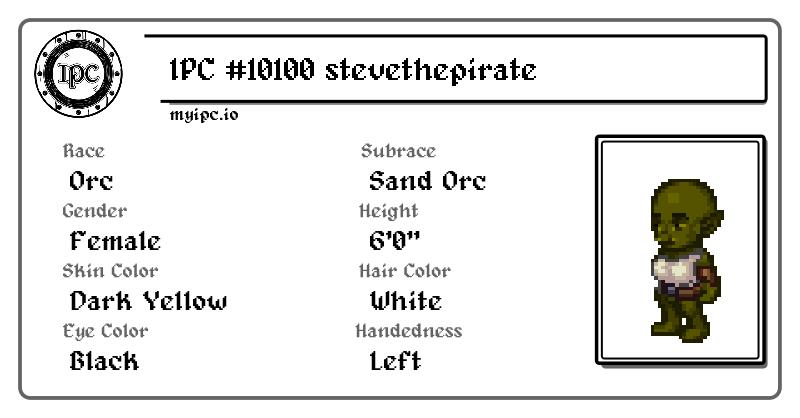 IPC
IPC #10100 stevethepirate
myipc.io
Race
Orc
Subrace
Sand Orc
Gender
Female
Height
6'0"
Skin Color
Dark Yellow
Hair Color
White
Eye Color
Black
Handedness
Left